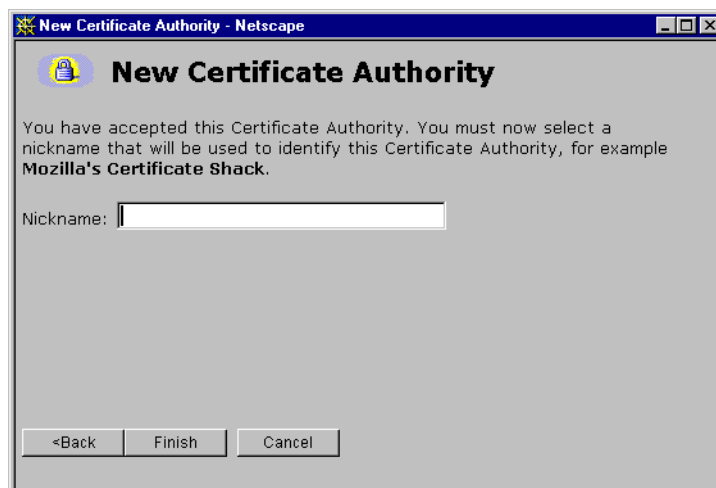 New Certificate Authority - Netscape
New Certificate Authority
You have accepted this Certificate Authority. You must now select a
nickname that will be used to identify this Certificate Authority, for example
Mozilla's Certificate Shack.
Nickname:
<Back Finish Cancel